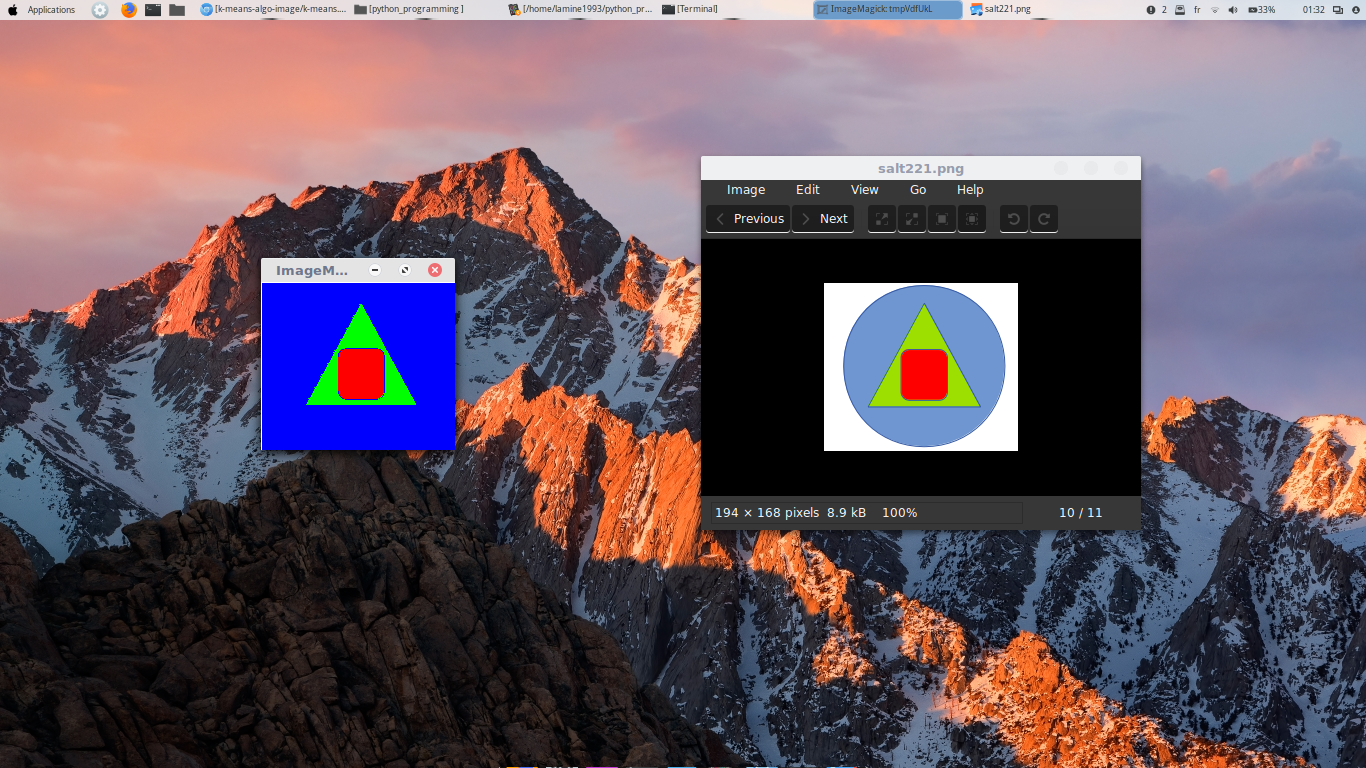 Applications [k-means-algo-image/k-means.... [python_programming ] [/home/lamine1993/python_pr... [Terminal] ImageMagick: tmpVdfUkL salt221.png 2 fr 33% 01:32
salt221.png
Image Edit View Go Help
Previous Next
ImageM...
194 × 168 pixels 8.9 kB 100% 10 / 11